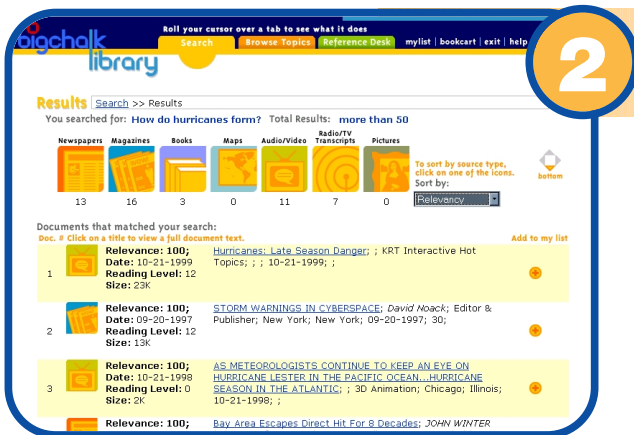 2
Roll your cursor over a tab to see what it does
bigchalk
library
Search Browse Topics Reference Desk mylist | bookcart | exit | help
Results Search >> Results
You searched for: How do hurricanes form? Total Results: more than 50
Newspapers Magazines Books Maps Audio/Video Radio/TV Transcripts Pictures
13 16 3 0 11 7 0
To sort by source type,
click on one of the icons.
Sort by:
Relevancy
bottom
Documents that matched your search:
Doc. # Click on a title to view a full document text. Add to my list
1
Relevance: 100;
Date: 10-21-1999
Reading Level: 12
Size: 23K
Hurricanes: Late Season Danger; ; KRT Interactive Hot
Topics; ; ; 10-21-1999; ;
2
Relevance: 100;
Date: 09-20-1997
Reading Level: 12
Size: 13K
STORM WARNINGS IN CYBERSPACE; David Noack; Editor &
Publisher; New York; New York; 09-20-1997; 30;
3
Relevance: 100;
Date: 10-21-1998
Reading Level: 0
Size: 2K
AS METEOROLOGISTS CONTINUE TO KEEP AN EYE ON
HURRICANE LESTER IN THE PACIFIC OCEAN...HURRICANE
SEASON IN THE ATLANTIC; ; 3D Animation; Chicago; Illinois;
10-21-1998; ;
Relevance: 100;
Bay Area Escapes Direct Hit For 8 Decades; JOHN WINTER